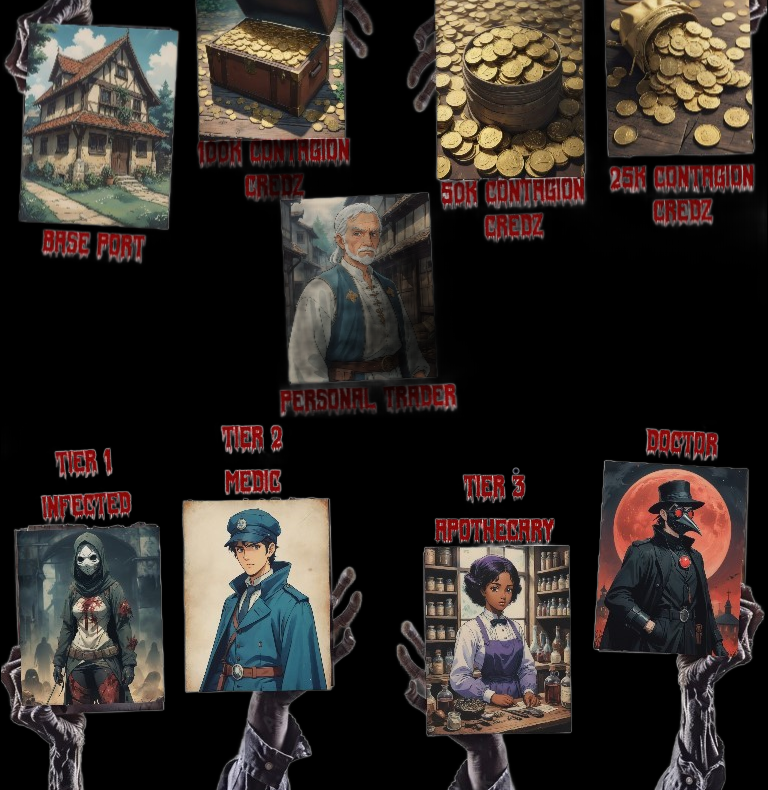 100K CONTAGION
CREDZ
50K CONTAGION
CREDZ
25K CONTAGION
CREDZ
BASE PORT
PERSONAL TRADER
TIER 1
INFECTED
TIER 2
MEDIC
TIER 3
APOTHECARY
DOCTOR